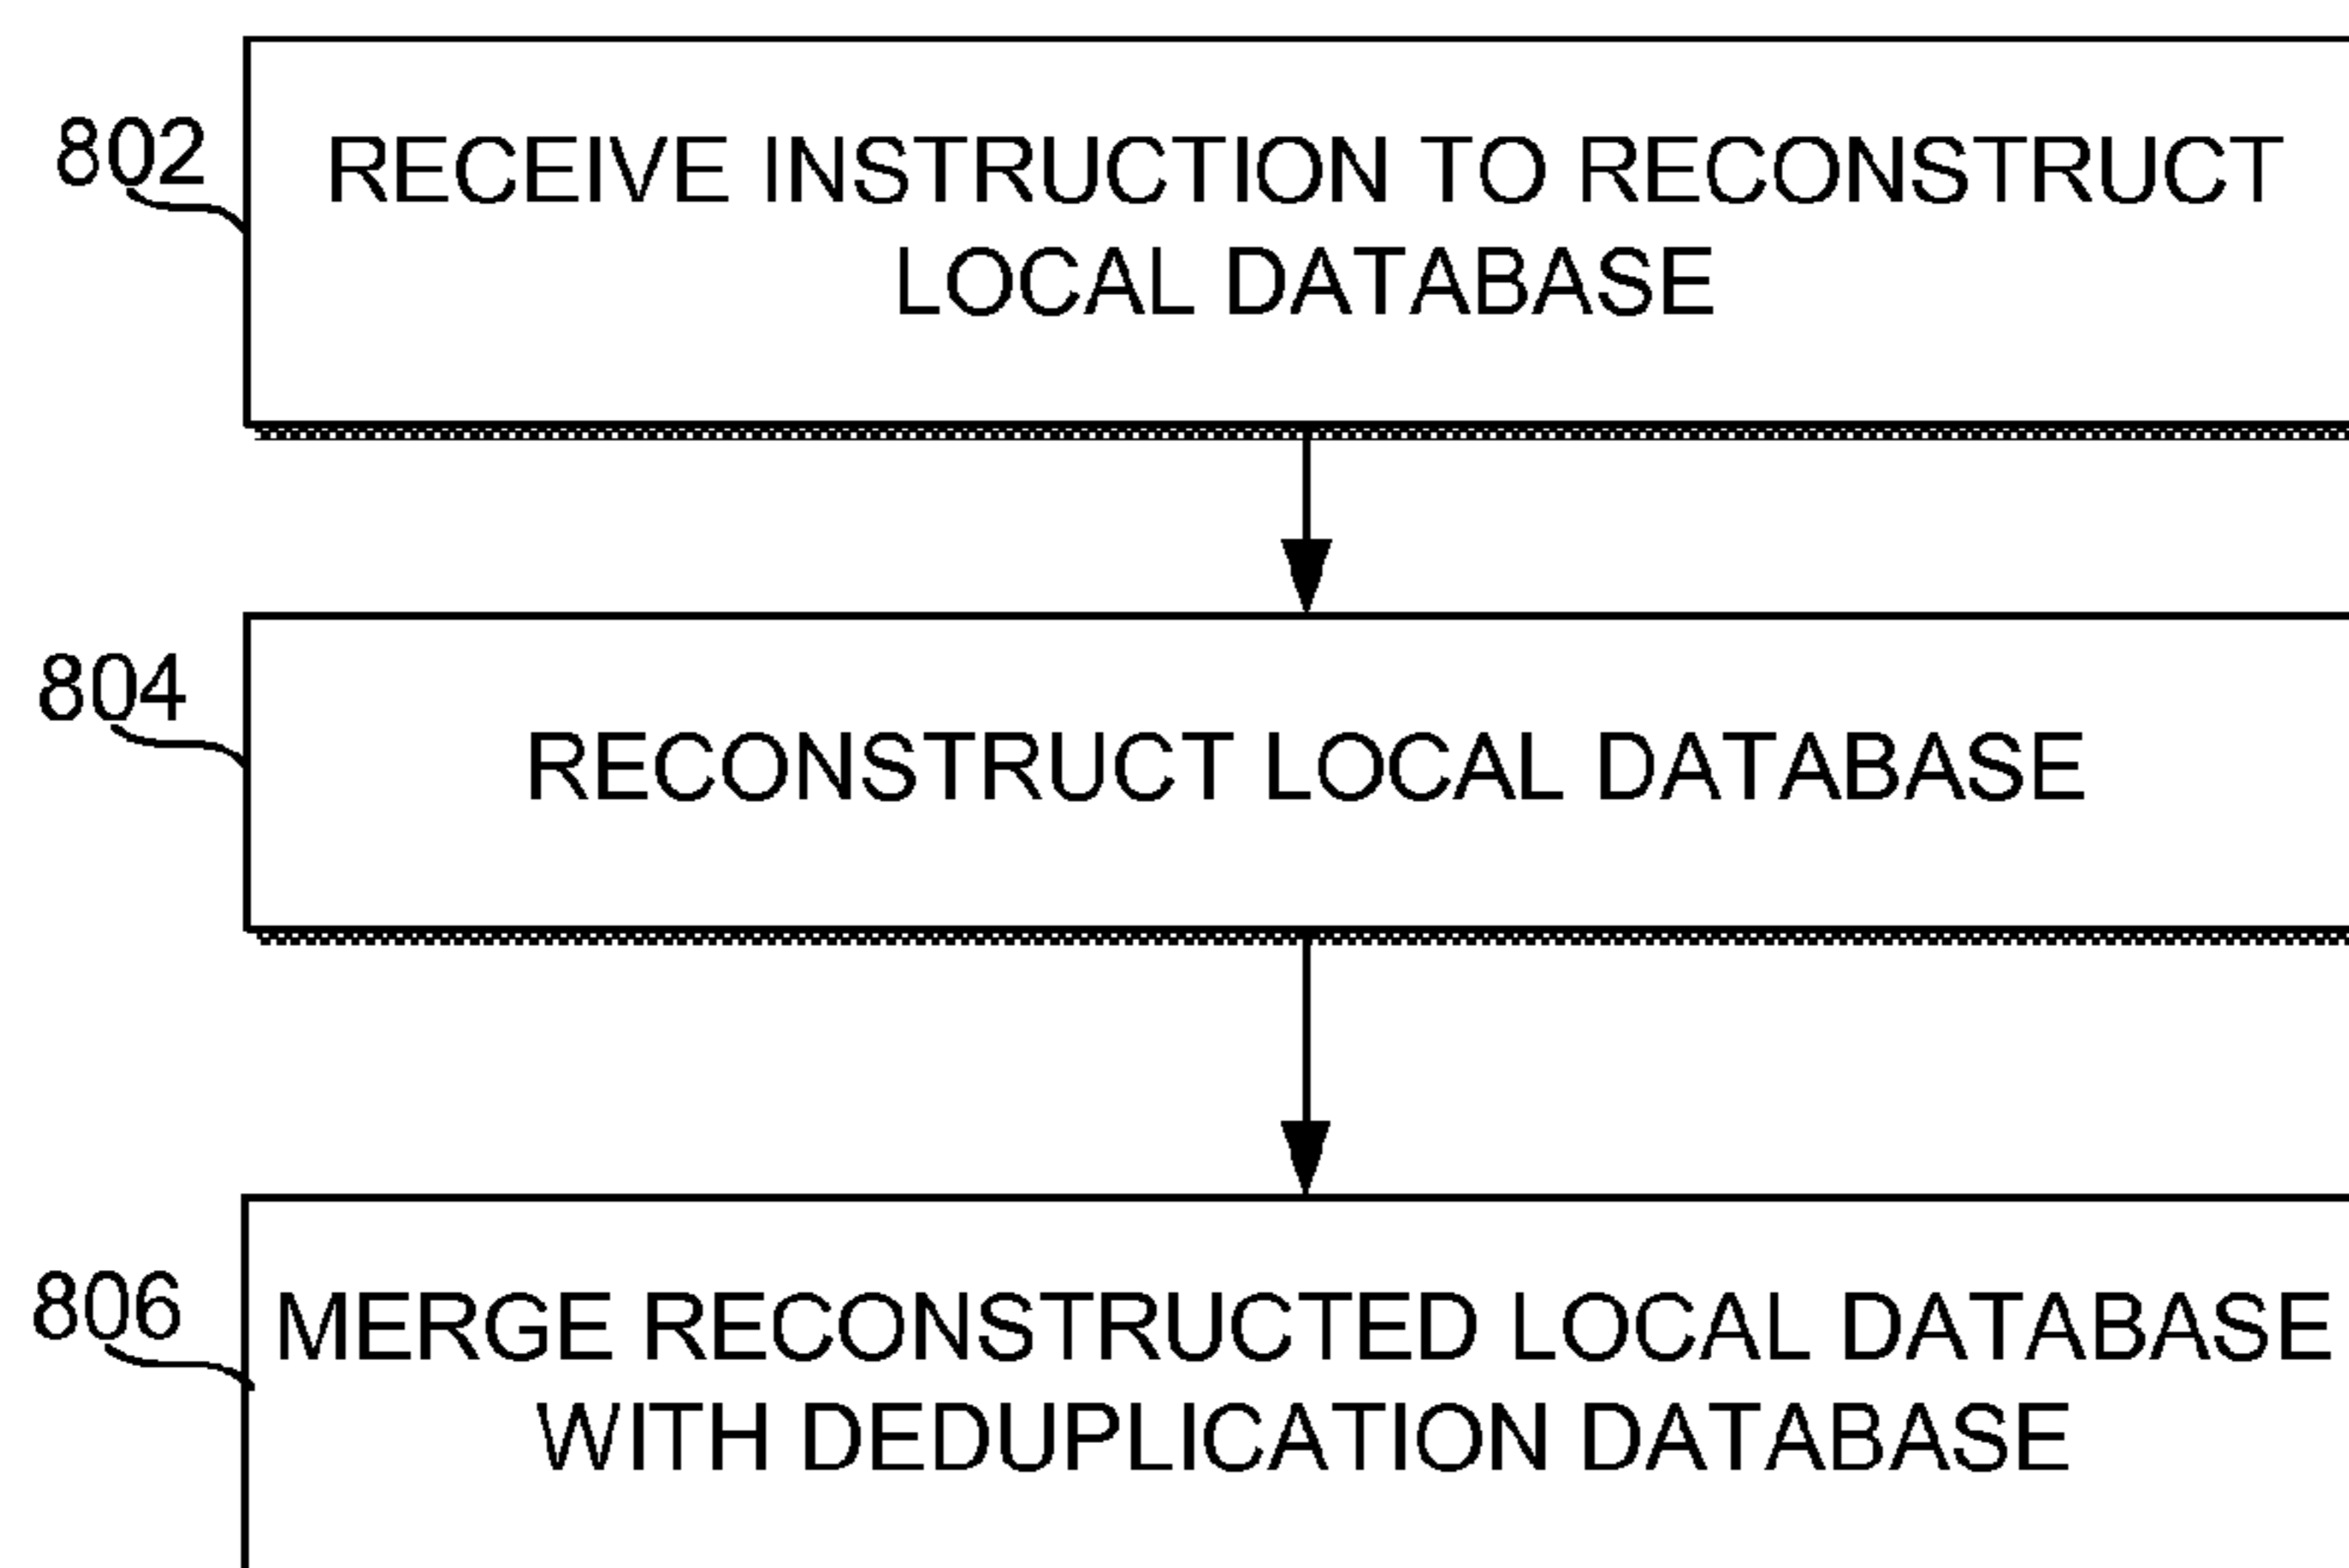 802
RECEIVE INSTRUCTION TO RECONSTRUCT
LOCAL DATABASE
804
RECONSTRUCT LOCAL DATABASE
806
MERGE RECONSTRUCTED LOCAL DATABASE
WITH DEDUPLICATION DATABASE